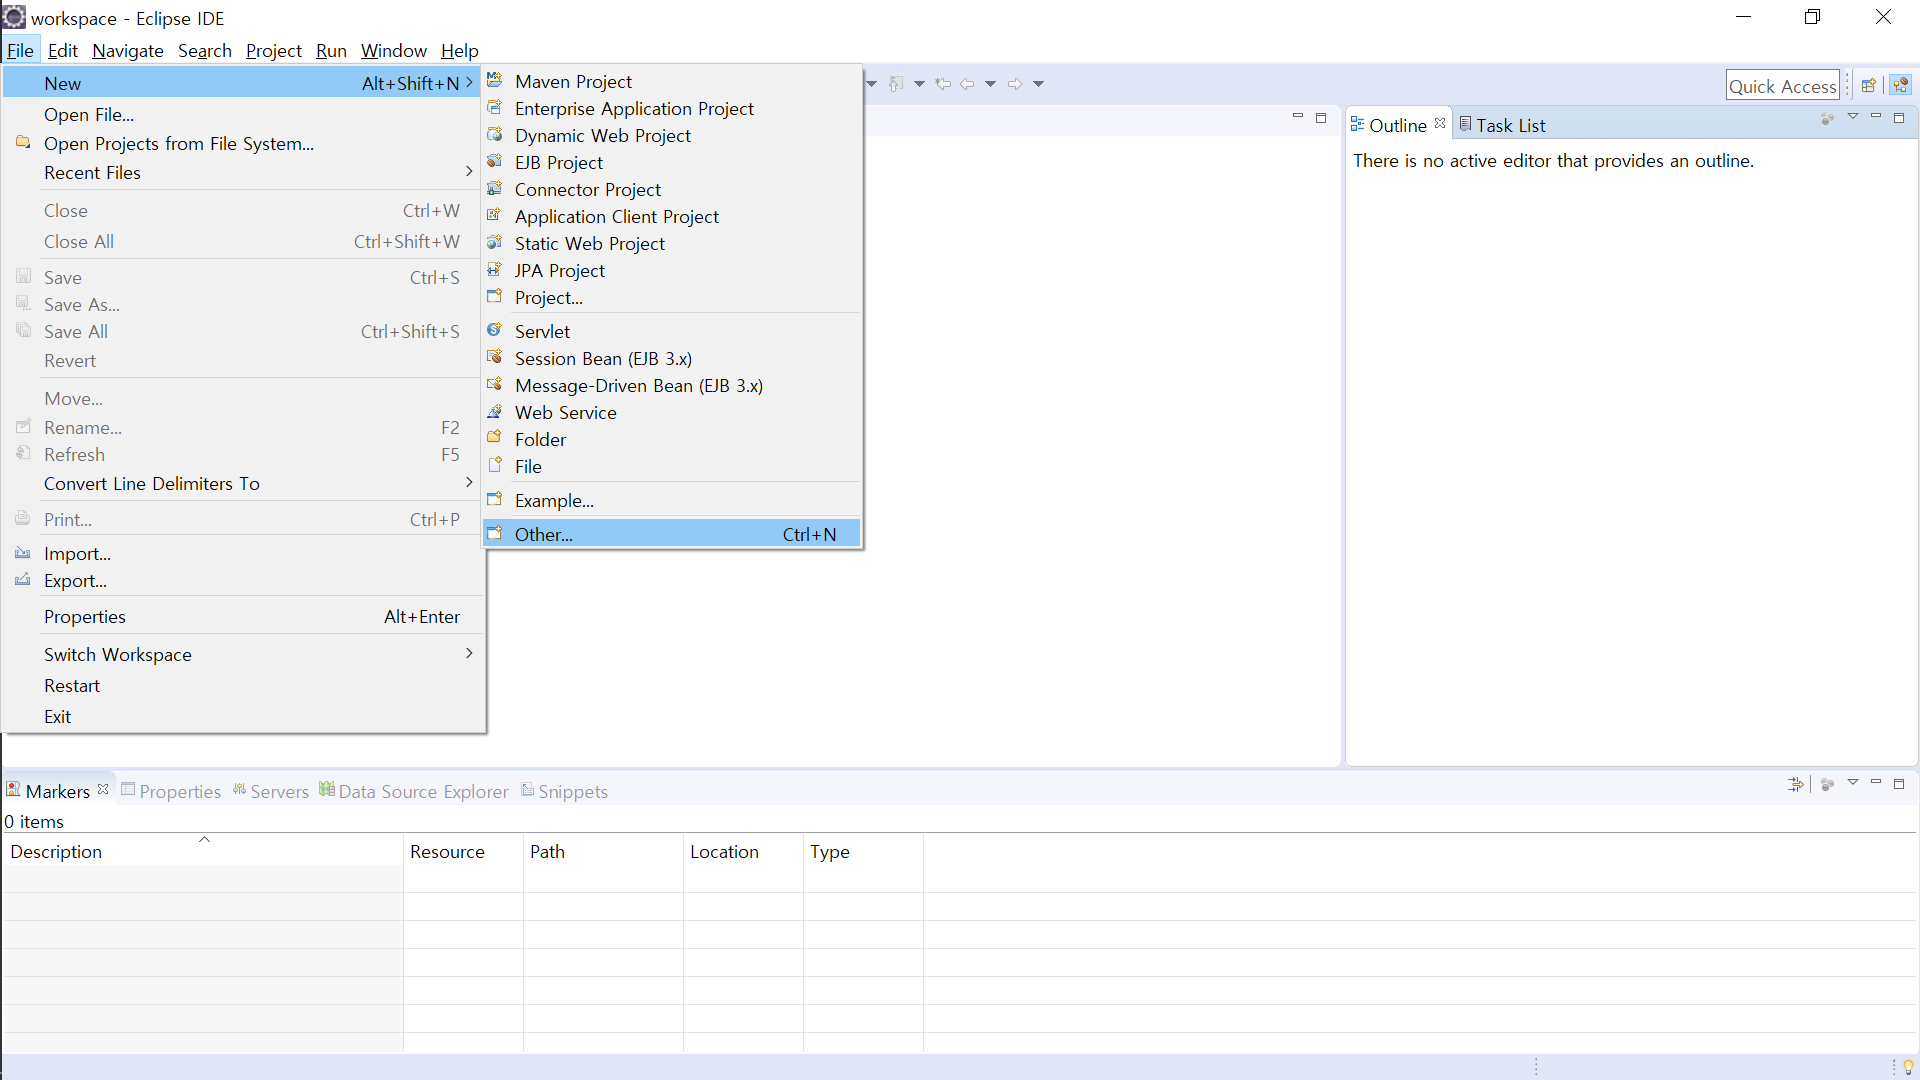 workspace - Eclipse IDE
File Edit Navigate Search Project Run Window Help
New Alt+Shift+N
Open File...
Open Projects from File System...
Recent Files
Close Ctrl+W
Close All Ctrl+Shift+W
Save Ctrl+S
Save As...
Save All Ctrl+Shift+S
Revert
Move...
Rename... F2
Refresh F5
Convert Line Delimiters To
Print... Ctrl+P
Import...
Export...
Properties Alt+Enter
Switch Workspace
Restart
Exit
Maven Project
Enterprise Application Project
Dynamic Web Project
EJB Project
Connector Project
Application Client Project
Static Web Project
JPA Project
Project...
Servlet
Session Bean (EJB 3.x)
Message-Driven Bean (EJB 3.x)
Web Service
Folder
File
Example...
Other... Ctrl+N
Quick Access
Outline Task List
There is no active editor that provides an outline.
Markers Properties Servers Data Source Explorer Snippets
0 items
Description Resource Path Location Type